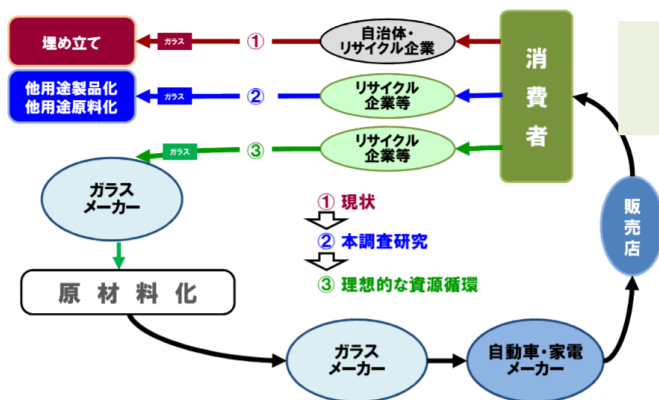 埋め立て
ガラス
①
自治体・
リサイクル企業
消費者
他用途製品化
他用途原料化
ガラス
②
リサイクル
企業等
ガラス
③
リサイクル
企業等
ガラス
メーカー
① 現状
② 本調査研究
③ 理想的な資源循環
販売店
原材料化
ガラス
メーカー
自動車・家電
メーカー